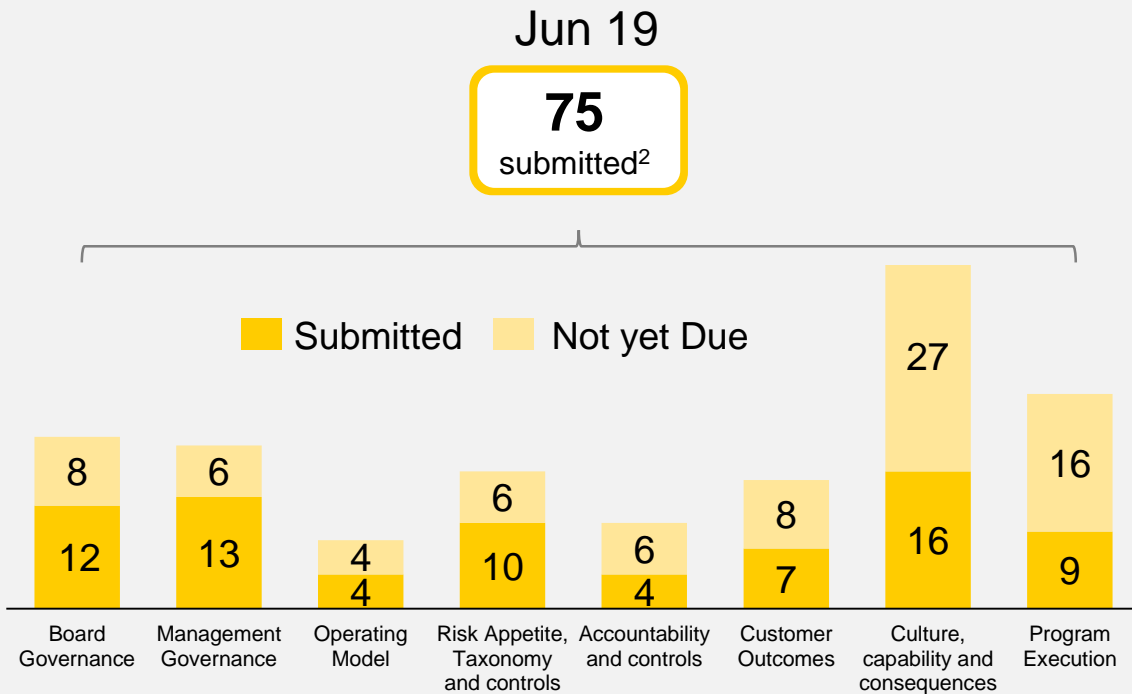 Jun 19
75
submitted2
Submitted
Not yet Due
27
8
6
16
6
8
12
13
4
10
6
7
16
9
4
4
Board
Governance
Management
Governance
Operating
Model
Risk Appetite,
Taxonomy
and controls
Accountability
and controls
Customer
Outcomes
Culture,
capability and
consequences
Program
Execution